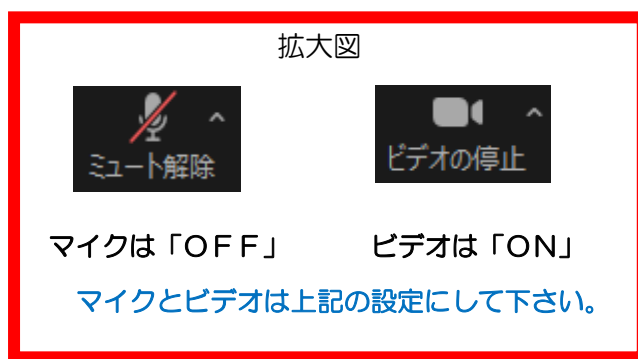 拡大図
ミュート解除
ビデオの停止
マイクは「ＯＦＦ」
ビデオは「ＯＮ」
マイクとビデオは上記の設定にして下さい。